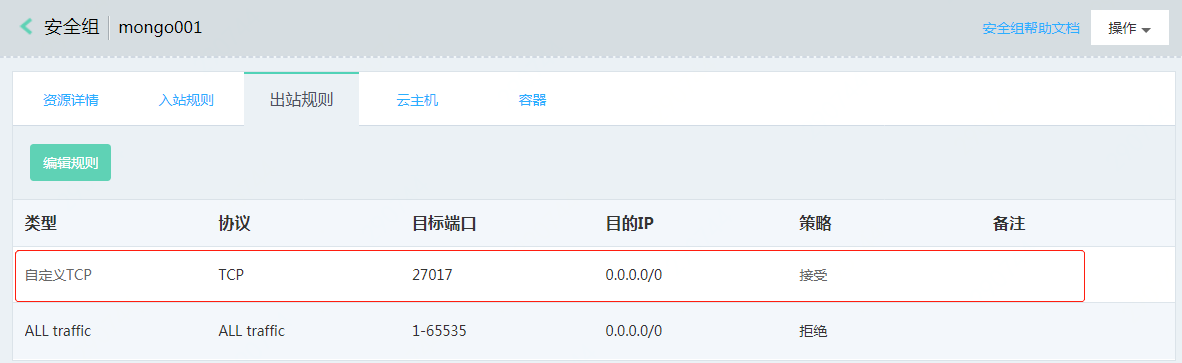 安全组 mongo001 安全组帮助文档 操作
资源详情 入站规则 出站规则 云主机 容器
编辑规则
类型 协议 目标端口 目的IP 策略 备注
自定义TCP TCP 27017 0.0.0.0/0 接受
ALL traffic ALL traffic 1-65535 0.0.0.0/0 拒绝